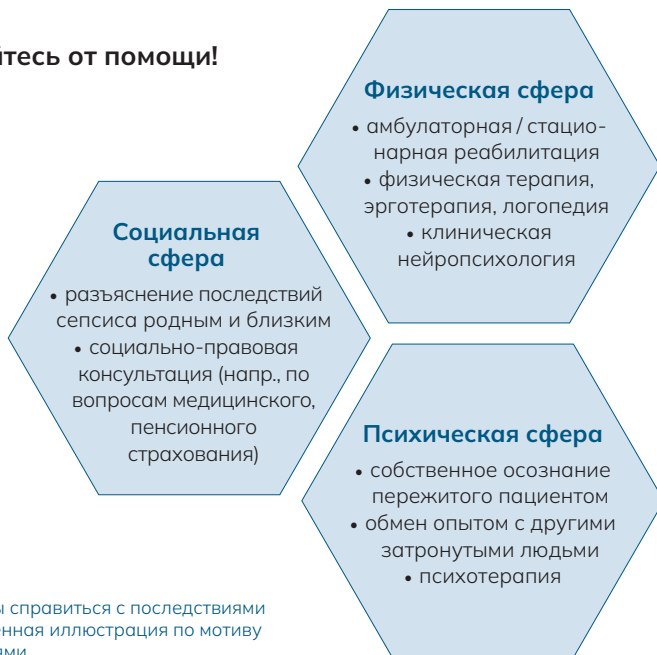 йтесь от помощи!
Физическая сфера
• амбулаторная / стацио-
нарная реабилитация
• физическая терапия,
эрготерапия, логопедия
• клиническая
нейропсихология
Социальная
сфера
• разъяснение последствий
сепсиса родным и близким
• социально-правовая
консультация (напр., по
вопросам медицинского,
пенсионного
страхования)
Психическая сфера
• собственное осознание
пережитого пациентом
• обмен опытом с другими
затронутыми людьми
• психотерапия
ы справиться с последствиями
нная иллюстрация по мотиву